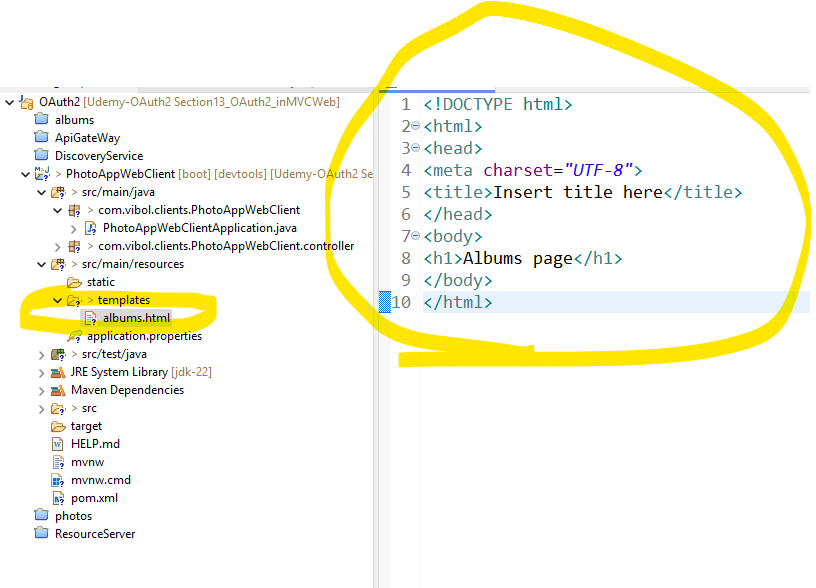 OAuth2 [Udemy-OAuth2 Section13_OAuth2_inMVCWeb]
albums
ApiGateWay
DiscoveryService
> PhotoAppWebClient [boot] [devtools] [Udemy-OAuth2 Se
> src/main/java
> com.vibol.clients.PhotoAppWebClient
PhotoAppWebClientApplication.java
> com.vibol.clients.PhotoAppWebClient.controller
> src/main/resources
static
> templates
albums.html
application.properties
> src/test/java
JRE System Library [jdk-22]
Maven Dependencies
> src
target
HELP.md
mvnw
mvnw.cmd
pom.xml
photos
ResourceServer
1 <!DOCTYPE html>
2 <html>
3 <head>
4 <meta charset="UTF-8">
5 <title>Insert title here</title>
6 </head>
7 <body>
8 <h1>Albums page</h1>
9 </body>
10 </html>